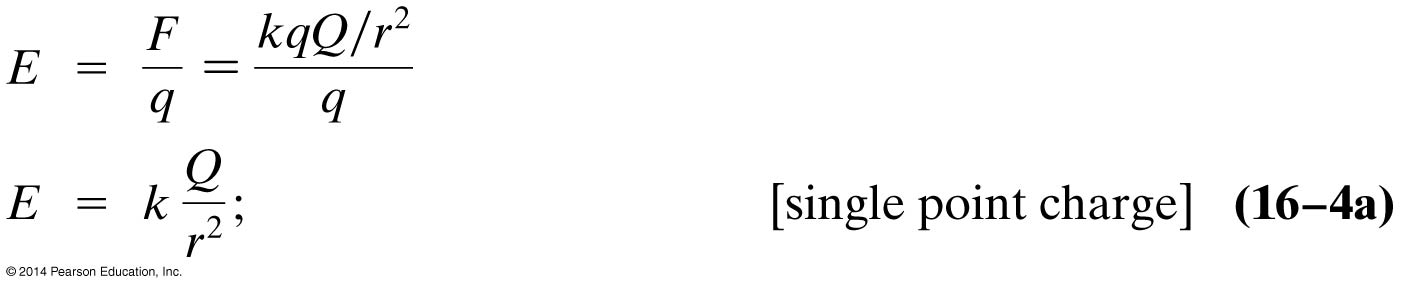 E = F/q = kqQ/r²/q
E = k Q/r²; [single point charge] (16–4a)
© 2014 Pearson Education, Inc.